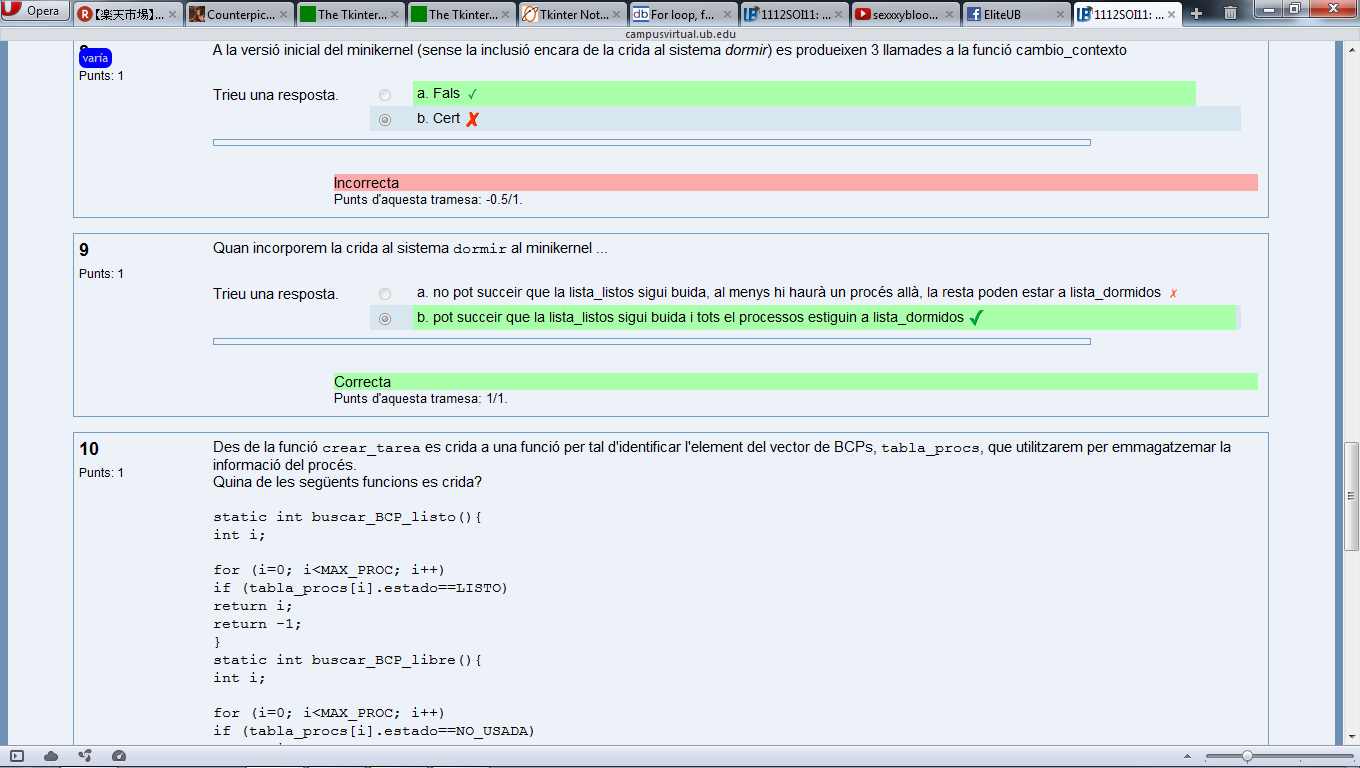 Opera
【楽天市場】...
Counterpic...
The Tkinter...
The Tkinter...
Tkinter Not...
For loop, f...
1112SOI11: ...
sexxxybloo...
EliteUB
1112SOI11: ...
campusvirtual.ub.edu
varía
Punts: 1
A la versió inicial del minikernel (sense la inclusió encara de la crida al sistema dormir) es produeixen 3 llamades a la funció cambio_contexto
Trieu una resposta.
a. Fals ✓
b. Cert ✗
Incorrecta
Punts d'aquesta tramesa: -0.5/1.
9
Punts: 1
Quan incorporem la crida al sistema dormir al minikernel ...
Trieu una resposta.
a. no pot succeir que la lista_listos sigui buida, al menys hi haurà un procés allà, la resta poden estar a lista_dormidos ✗
b. pot succeir que la lista_listos sigui buida i tots el processos estiguin a lista_dormidos ✓
Correcta
Punts d'aquesta tramesa: 1/1.
10
Punts: 1
Des de la funció crear_tarea es crida a una funció per tal d'identificar l'element del vector de BCPs, tabla_procs, que utilitzarem per emmagatzemar la
informació del procés.
Quina de les següents funcions es crida?
static int buscar_BCP_listo(){
int i;
for (i=0; i<MAX_PROC; i++)
if (tabla_procs[i].estado==LISTO)
return i;
return -1;
}
static int buscar_BCP_libre(){
int i;
for (i=0; i<MAX_PROC; i++)
if (tabla_procs[i].estado==NO_USADA)